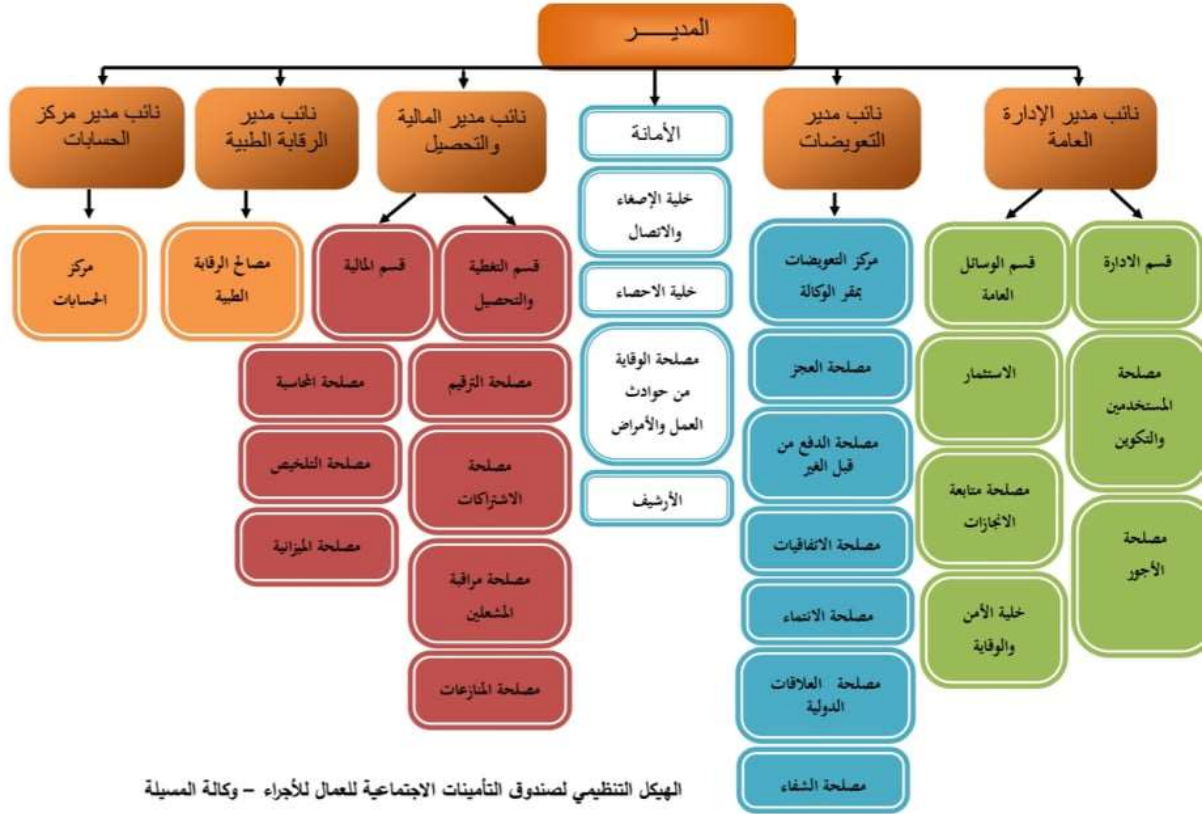 المديـــــر
نائب مدير الإدارة
العامة
نائب مدير
التعويضات
نائب مدير المالية
والتحصيل
نائب مدير
الرقابة الطبية
نائب مدير مركز
الحسابات
قسم الادارة
مصلحة
المستخدمين
والتكوين
مصلحة
الأجور
قسم الوسائل
العامة
الاستثمار
مصلحة متابعة
الانجازات
خلية الأمن
والوقاية
مركز التعويضات
بمقر الوكالة
مصلحة العجز
مصلحة الدفع من
قبل الغير
مصلحة الاتفاقيات
مصلحة الانتماء
مصلحة العلاقات
الدولية
مصلحة الشفاء
الأمانة
خلية الإصغاء
والاتصال
خلية الاحصاء
مصلحة الوقاية
من حوادث
العمل والأمراض
الأرشيف
قسم التغطية
والتحصيل
مصلحة الترقيم
مصلحة
الاشتراكات
مصلحة مراقبة
المشعلين
مصلحة المنازعات
قسم المالية
مصلحة المحاسبة
مصلحة التلخيص
مصلحة الميزانية
مصالح الرقابة
الطبية
مركز
الحسابات
الهيكل التنظيمي لصندوق التأمينات الاجتماعية للعمال للأجراء – وكالة المسيلة